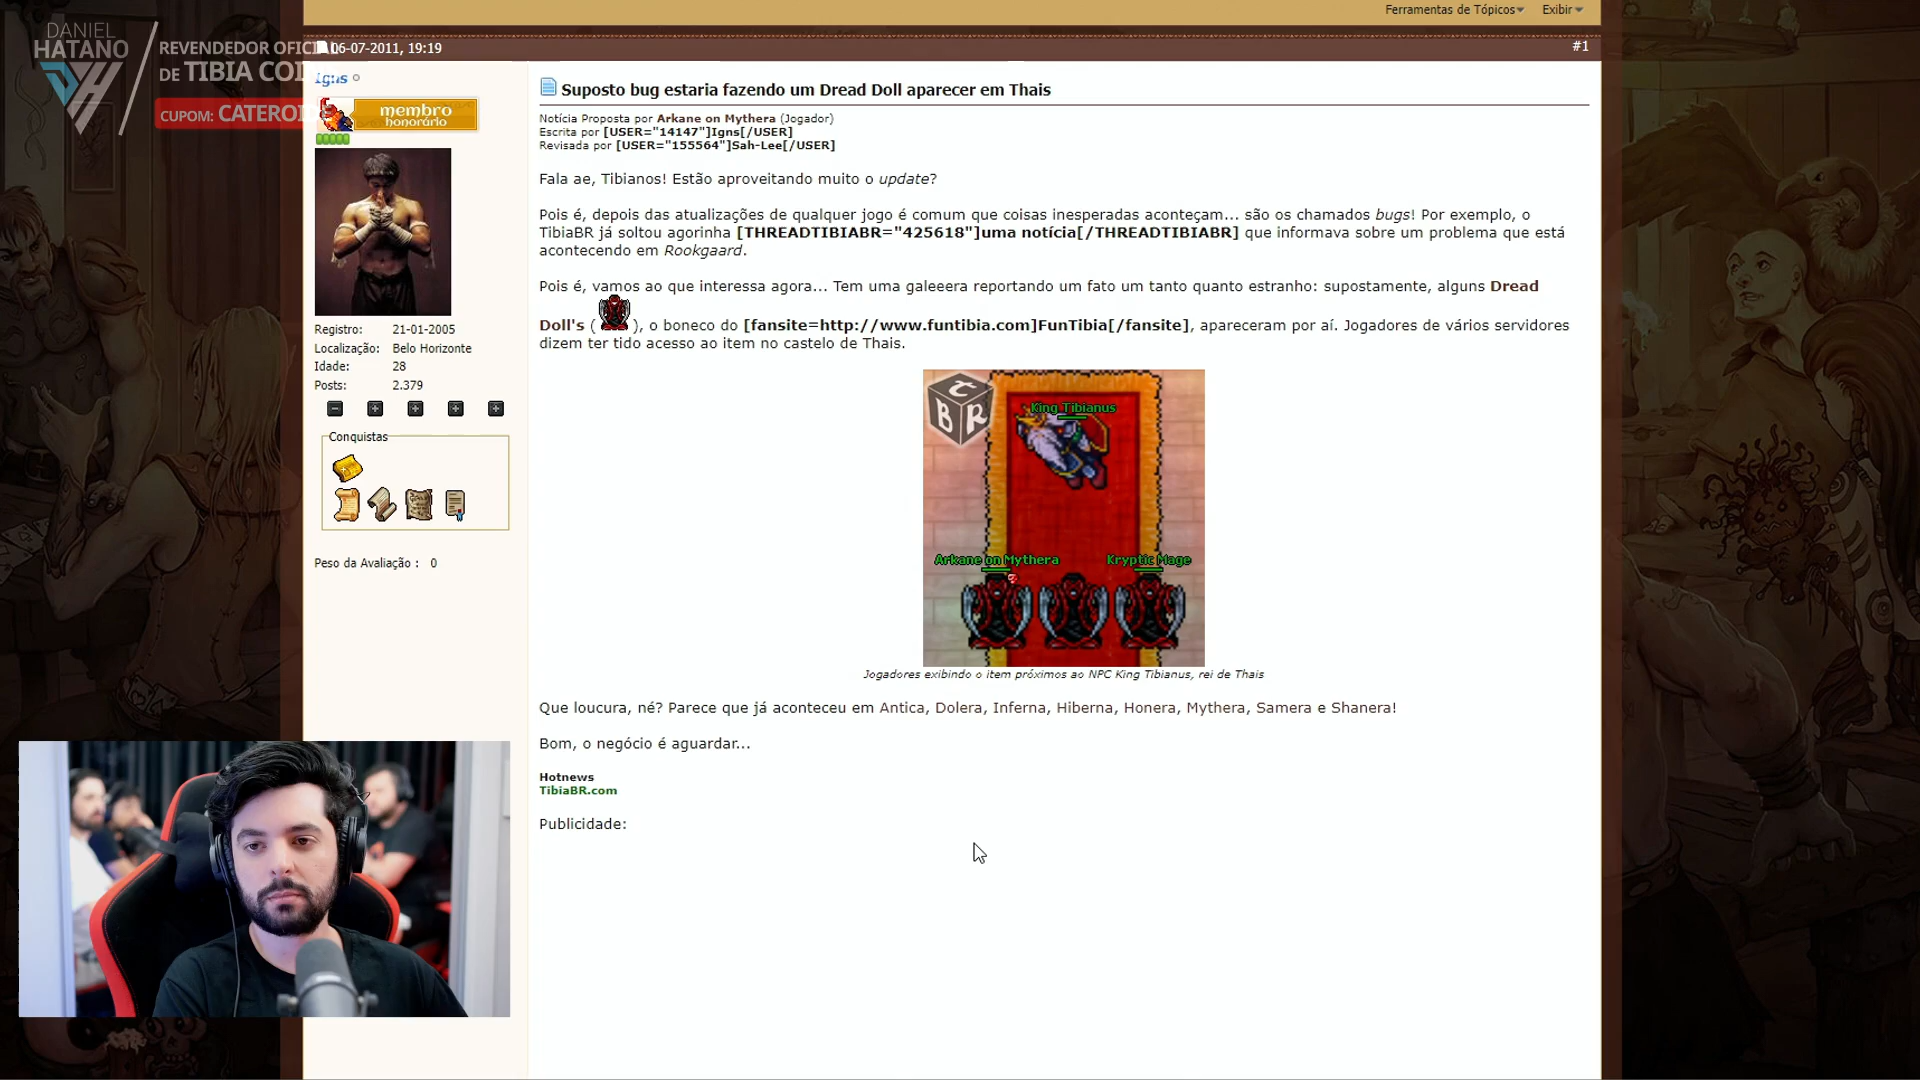 Ferramentas de Tópicos Exibir
DANIEL
HATANO
REVENDEDOR OFICIAL
DE TIBIA COI
CUPOM: CATEROI
06-07-2011, 19:19
#1
Igns
membro
honorário
Registro: 21-01-2005
Localização: Belo Horizonte
Idade: 28
Posts: 2.379
Conquistas
Peso da Avaliação : 0
Suposto bug estaria fazendo um Dread Doll aparecer em Thais
Notícia Proposta por Arkane on Mythera (Jogador)
Escrita por [USER="14147"]Igns[/USER]
Revisada por [USER="155564"]Sah-Lee[/USER]
Fala ae, Tibianos! Estão aproveitando muito o update?
Pois é, depois das atualizações de qualquer jogo é comum que coisas inesperadas aconteçam... são os chamados bugs! Por exemplo, o
TibiaBR já soltou agorinha [THREADTIBIABR="425618"]uma notícia[/THREADTIBIABR] que informava sobre um problema que está
acontecendo em Rookgaard.
Pois é, vamos ao que interessa agora... Tem uma galeeera reportando um fato um tanto quanto estranho: supostamente, alguns Dread
Doll's ( ), o boneco do [fansite=http://www.funtibia.com]FunTibia[/fansite], apareceram por aí. Jogadores de vários servidores
dizem ter tido acesso ao item no castelo de Thais.
t
B R
King Tibianus
Arkane on Mythera Kryptic Mage
Jogadores exibindo o item próximos ao NPC King Tibianus, rei de Thais
Que loucura, né? Parece que já aconteceu em Antica, Dolera, Inferna, Hiberna, Honera, Mythera, Samera e Shanera!
Bom, o negócio é aguardar...
Hotnews
TibiaBR.com
Publicidade: